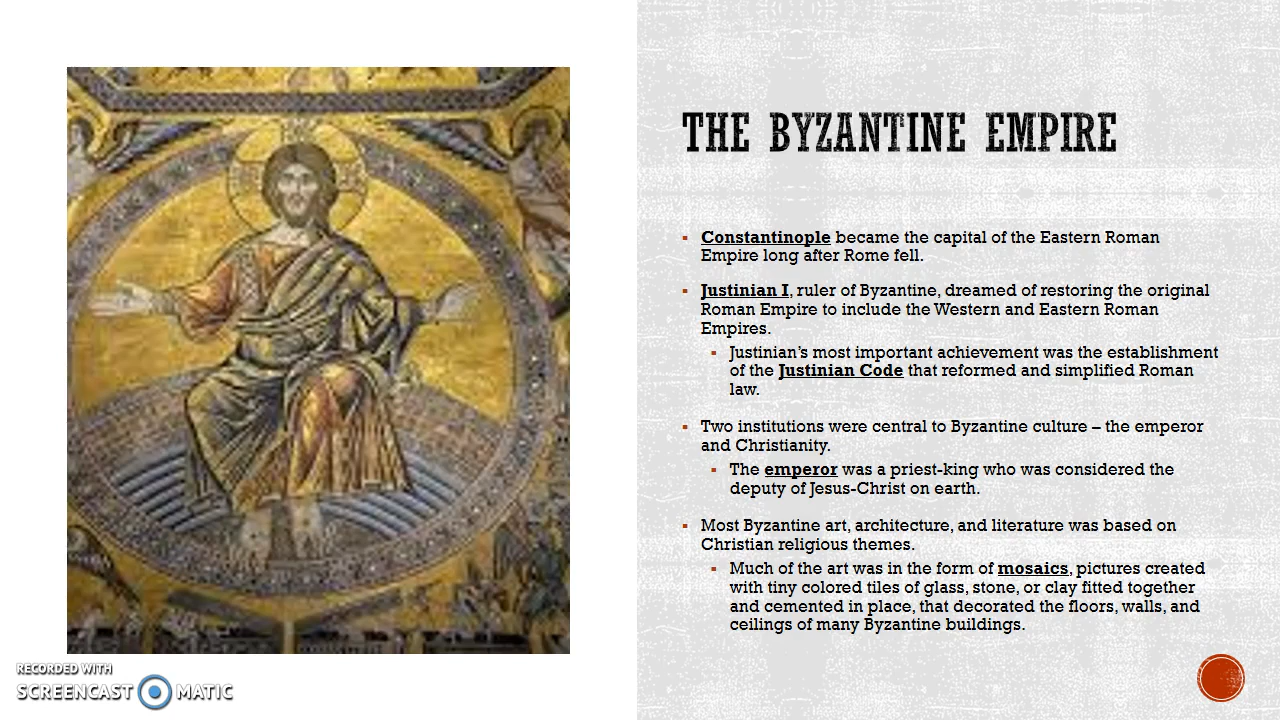 THE BYZANTINE EMPIRE
▪ Constantinople became the capital of the Eastern Roman
Empire long after Rome fell.
▪ Justinian I, ruler of Byzantine, dreamed of restoring the original
Roman Empire to include the Western and Eastern Roman
Empires.
▪ Justinian’s most important achievement was the establishment
of the Justinian Code that reformed and simplified Roman
law.
▪ Two institutions were central to Byzantine culture – the emperor
and Christianity.
▪ The emperor was a priest-king who was considered the
deputy of Jesus-Christ on earth.
▪ Most Byzantine art, architecture, and literature was based on
Christian religious themes.
▪ Much of the art was in the form of mosaics, pictures created
with tiny colored tiles of glass, stone, or clay fitted together
and cemented in place, that decorated the floors, walls, and
ceilings of many Byzantine buildings.
RECORDED WITH
SCREENCAST MATIC